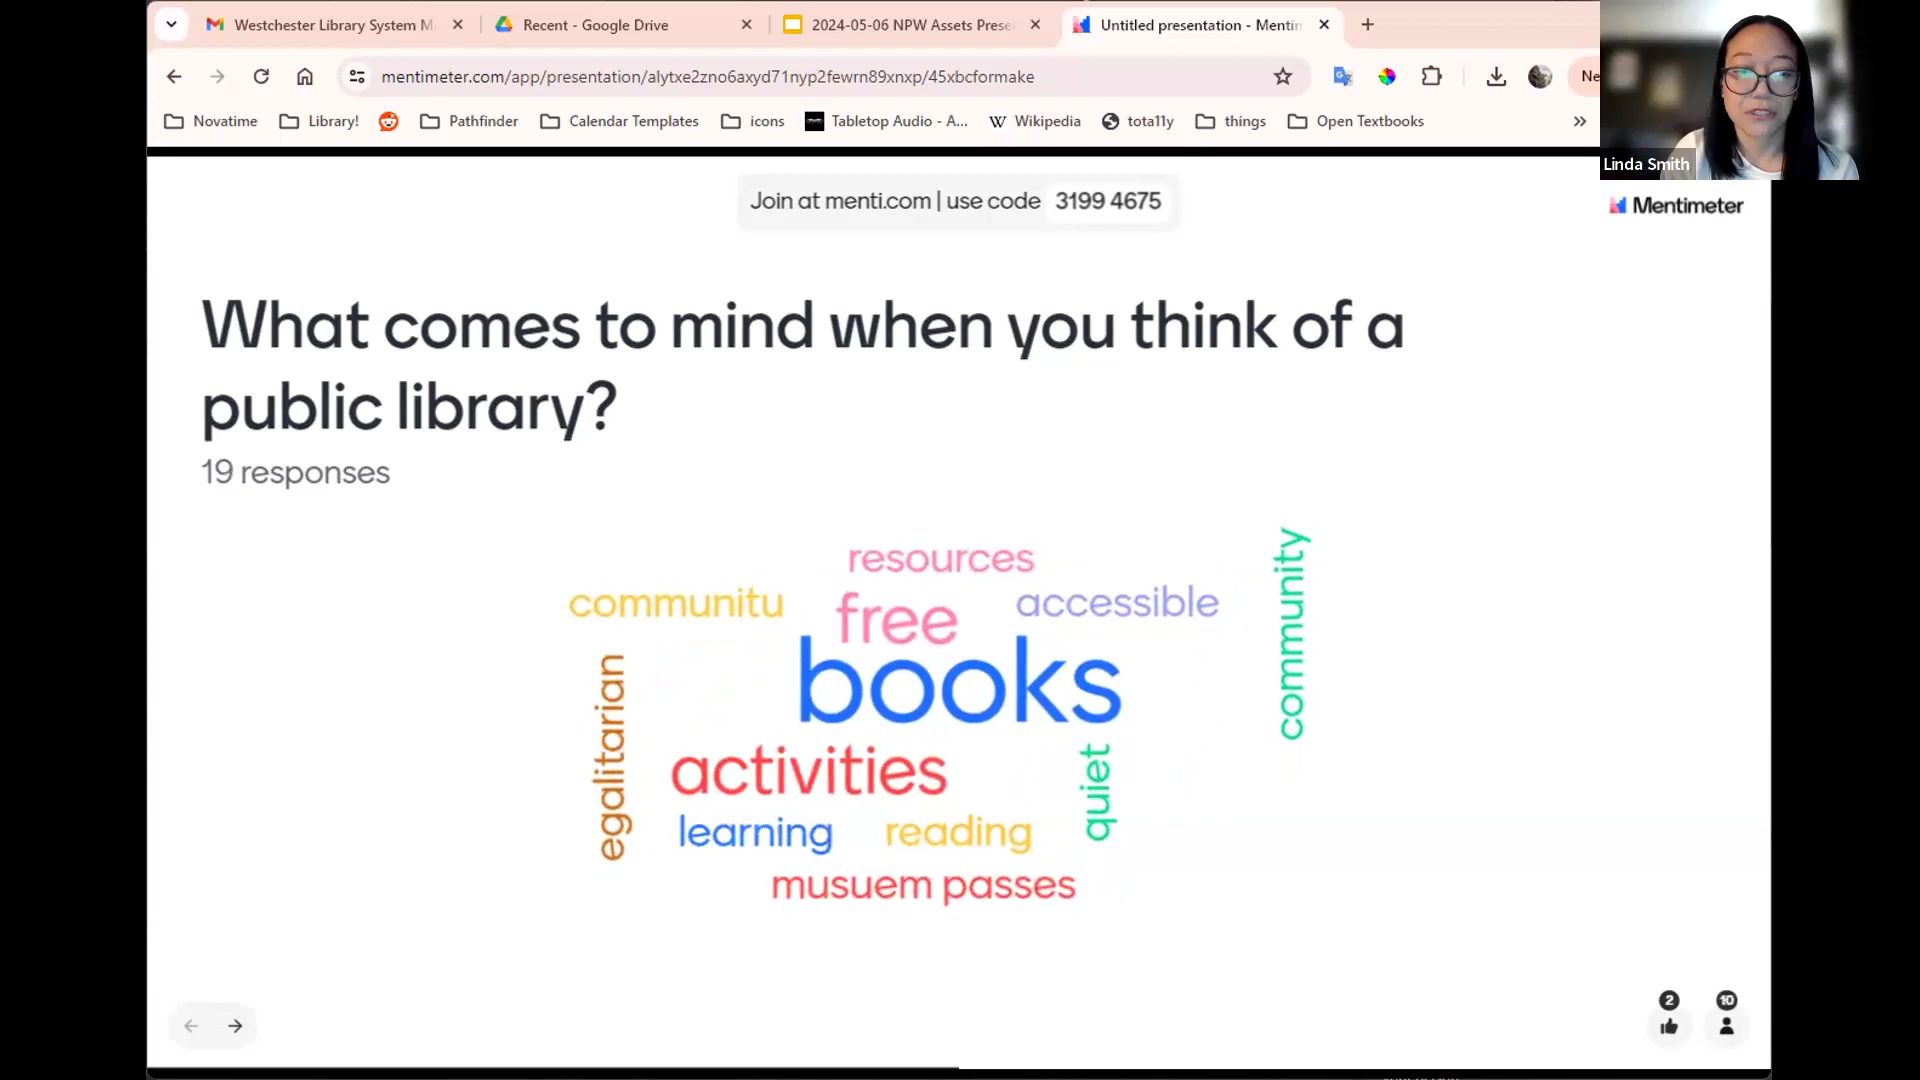 Westchester Library System M
Recent - Google Drive
2024-05-06 NPW Assets Prese
Untitled presentation - Mentim
mentimeter.com/app/presentation/alytxe2zno6axyd71nyp2fewrn89xnxp/45xbcformake
Ne
Novatime
Library!
Pathfinder
Calendar Templates
icons
Tabletop Audio - A...
W Wikipedia
tota11y
things
Open Textbooks
»
Linda Smith
Join at menti.com | use code 3199 4675
Mentimeter
What comes to mind when you think of a
public library?
19 responses
resources
communitu
free
accessible
community
books
egalitarian
activities
quiet
learning
reading
musuem passes
2
10